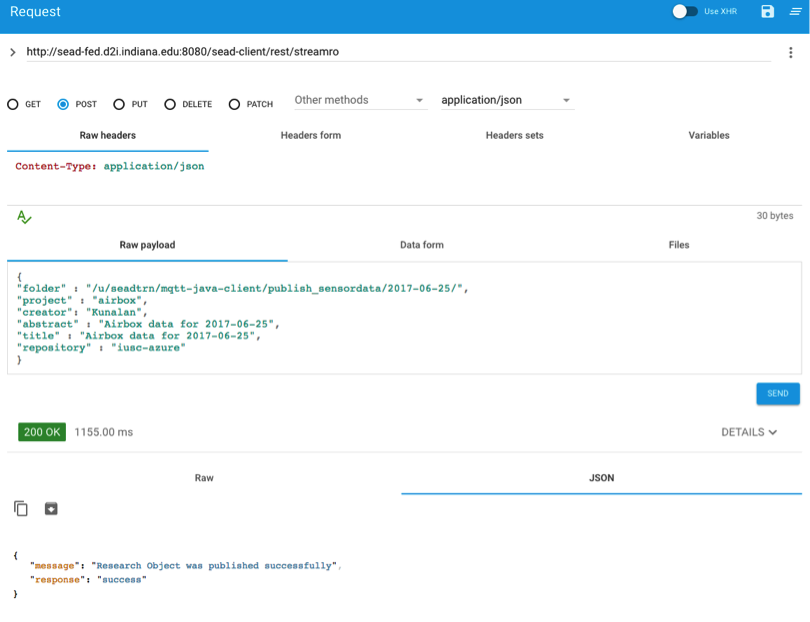 Request
Use XHR
http://sead-fed.d2i.indiana.edu:8080/sead-client/rest/streamro
GET POST PUT DELETE PATCH Other methods application/json
Raw headers Headers form Headers sets Variables
Content-Type: application/json
30 bytes
Raw payload Data form Files
{
"folder" : "/u/seadtrn/mqtt-java-client/publish_sensordata/2017-06-25/",
"project" : "airbox",
"creator": "Kunalan",
"abstract" : "Airbox data for 2017-06-25",
"title" : "Airbox data for 2017-06-25",
"repository" : "iusc-azure"
}
SEND
200 OK 1155.00 ms DETAILS
Raw JSON
{
"message": "Research Object was published successfully",
"response": "success"
}